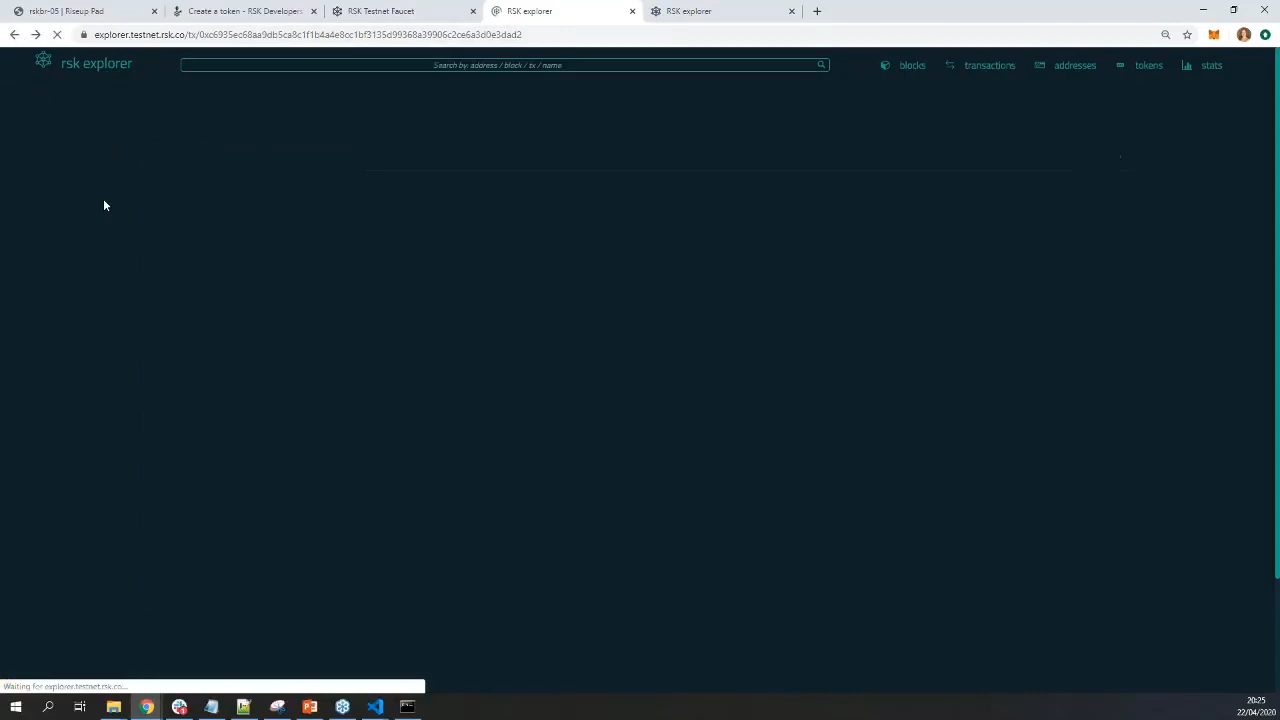 rskbr-05 | Riseup Pad
Create a token - RSK Developers
RSK Testnet Faucet
RSK explorer
RSK explorer
explorer.testnet.rsk.co/tx/0xc6935ec68aa9db5ca8c1f1b4a4e8cc1bf3135d99368a39906c2ce6a3d0e3dad2
rsk explorer
Search by: address / block / tx / name
blocks
transactions
addresses
tokens
stats
Waiting for explorer.testnet.rsk.co...
20:25
22/04/2020